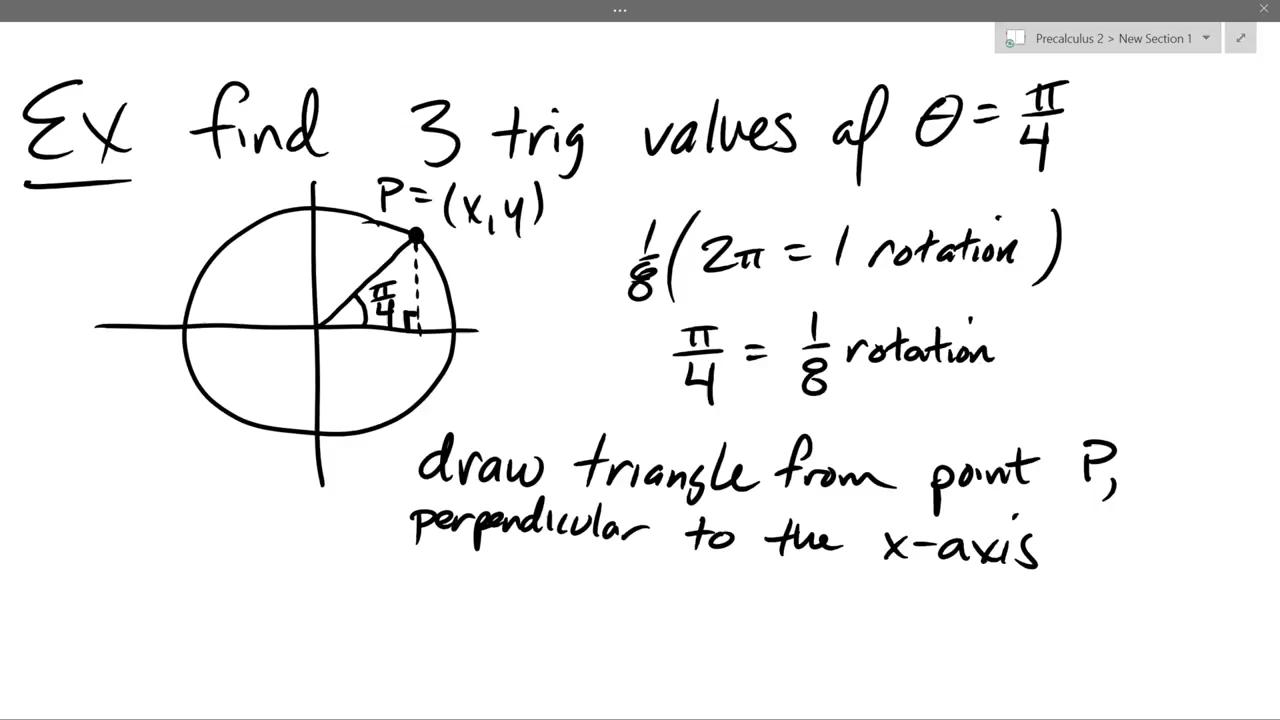 Precalculus 2 > New Section 1
Ex find 3 trig values of θ = π/4
P = (x, y)
1/8 (2π = 1 rotation)
π/4
π/4 = 1/8 rotation
draw triangle from point P,
perpendicular to the x-axis